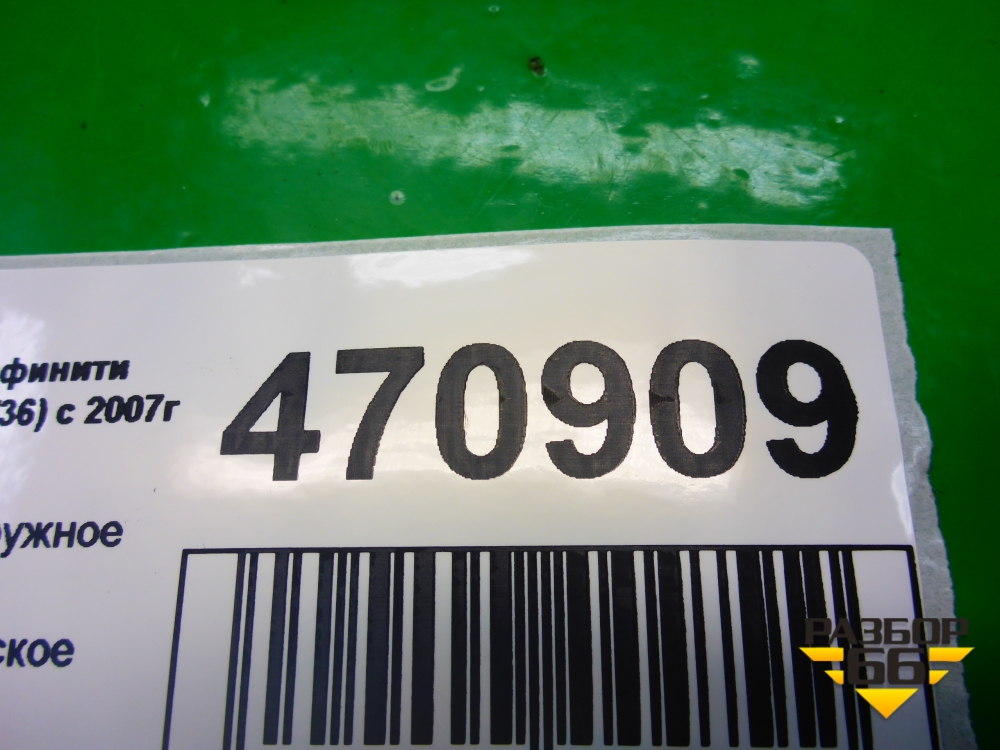 финити
36) с 2007г
470909
ужное
ское
РАЗБОР
66